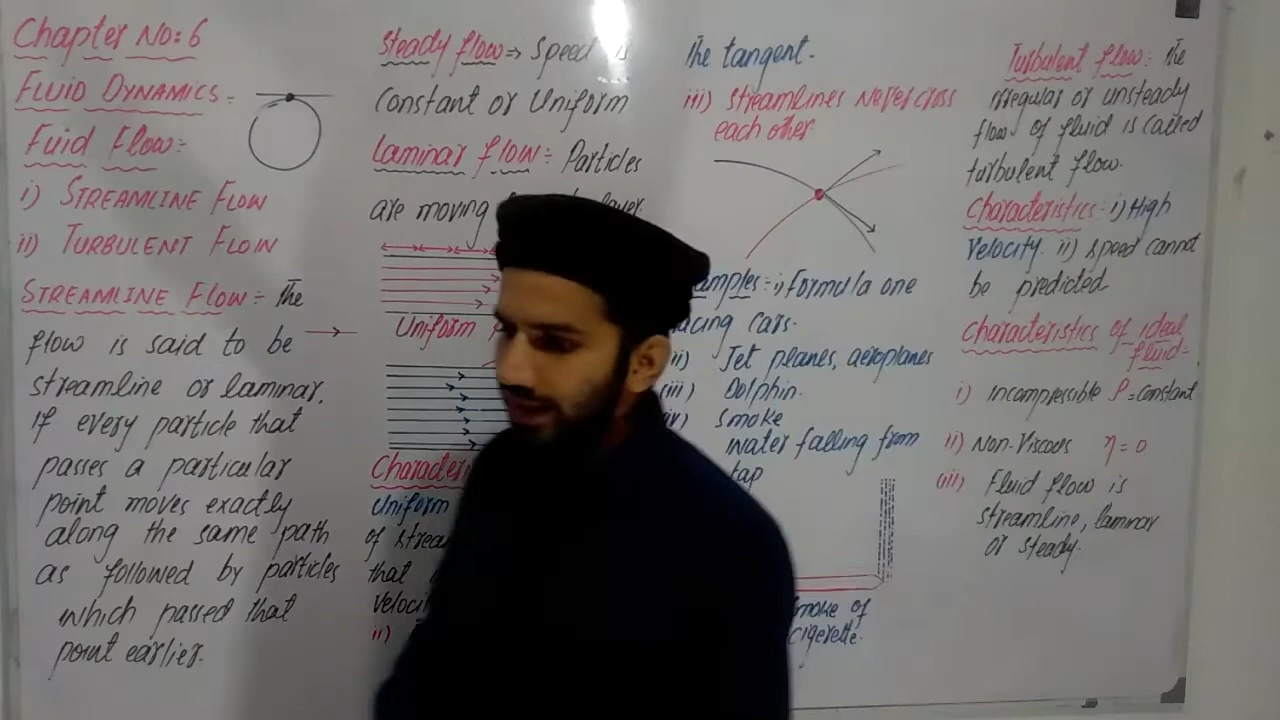 Chapter No: 6
FLUID DYNAMICS:-
Fuid Flow:-
i) STREAMLINE FLOW
ii) TURBULENT FLOW
STREAMLINE FLOW:- The
flow is said to be
streamline or laminar,
if every particle that
passes a particular
point moves exactly
along the same path
as followed by particles
which passed that
point earlier.
Steady flow => Speed is
Constant or Uniform
Laminar flow:- Particles
are moving layer
Uniform
Uniform
of
that
ii)
the tangent.
iii) Streamlines never cross
each other.
i) Formula one
racing cars.
ii) Jet planes, aeroplanes
(iii) Dolphin.
iv) Smoke
water falling from
tap
smoke of
cigerette.
Turbulent flow:- The
irregular or unsteady
flow of fluid is called
turbulent flow.
Characteristics:- i) High
Velocity. ii) Speed cannot
be predicted
Characteristics of ideal
fluid:-
i) incompressible ρ = constant
ii) Non-Viscous η = 0
(iii) Fluid flow is
streamline, laminar
or steady.